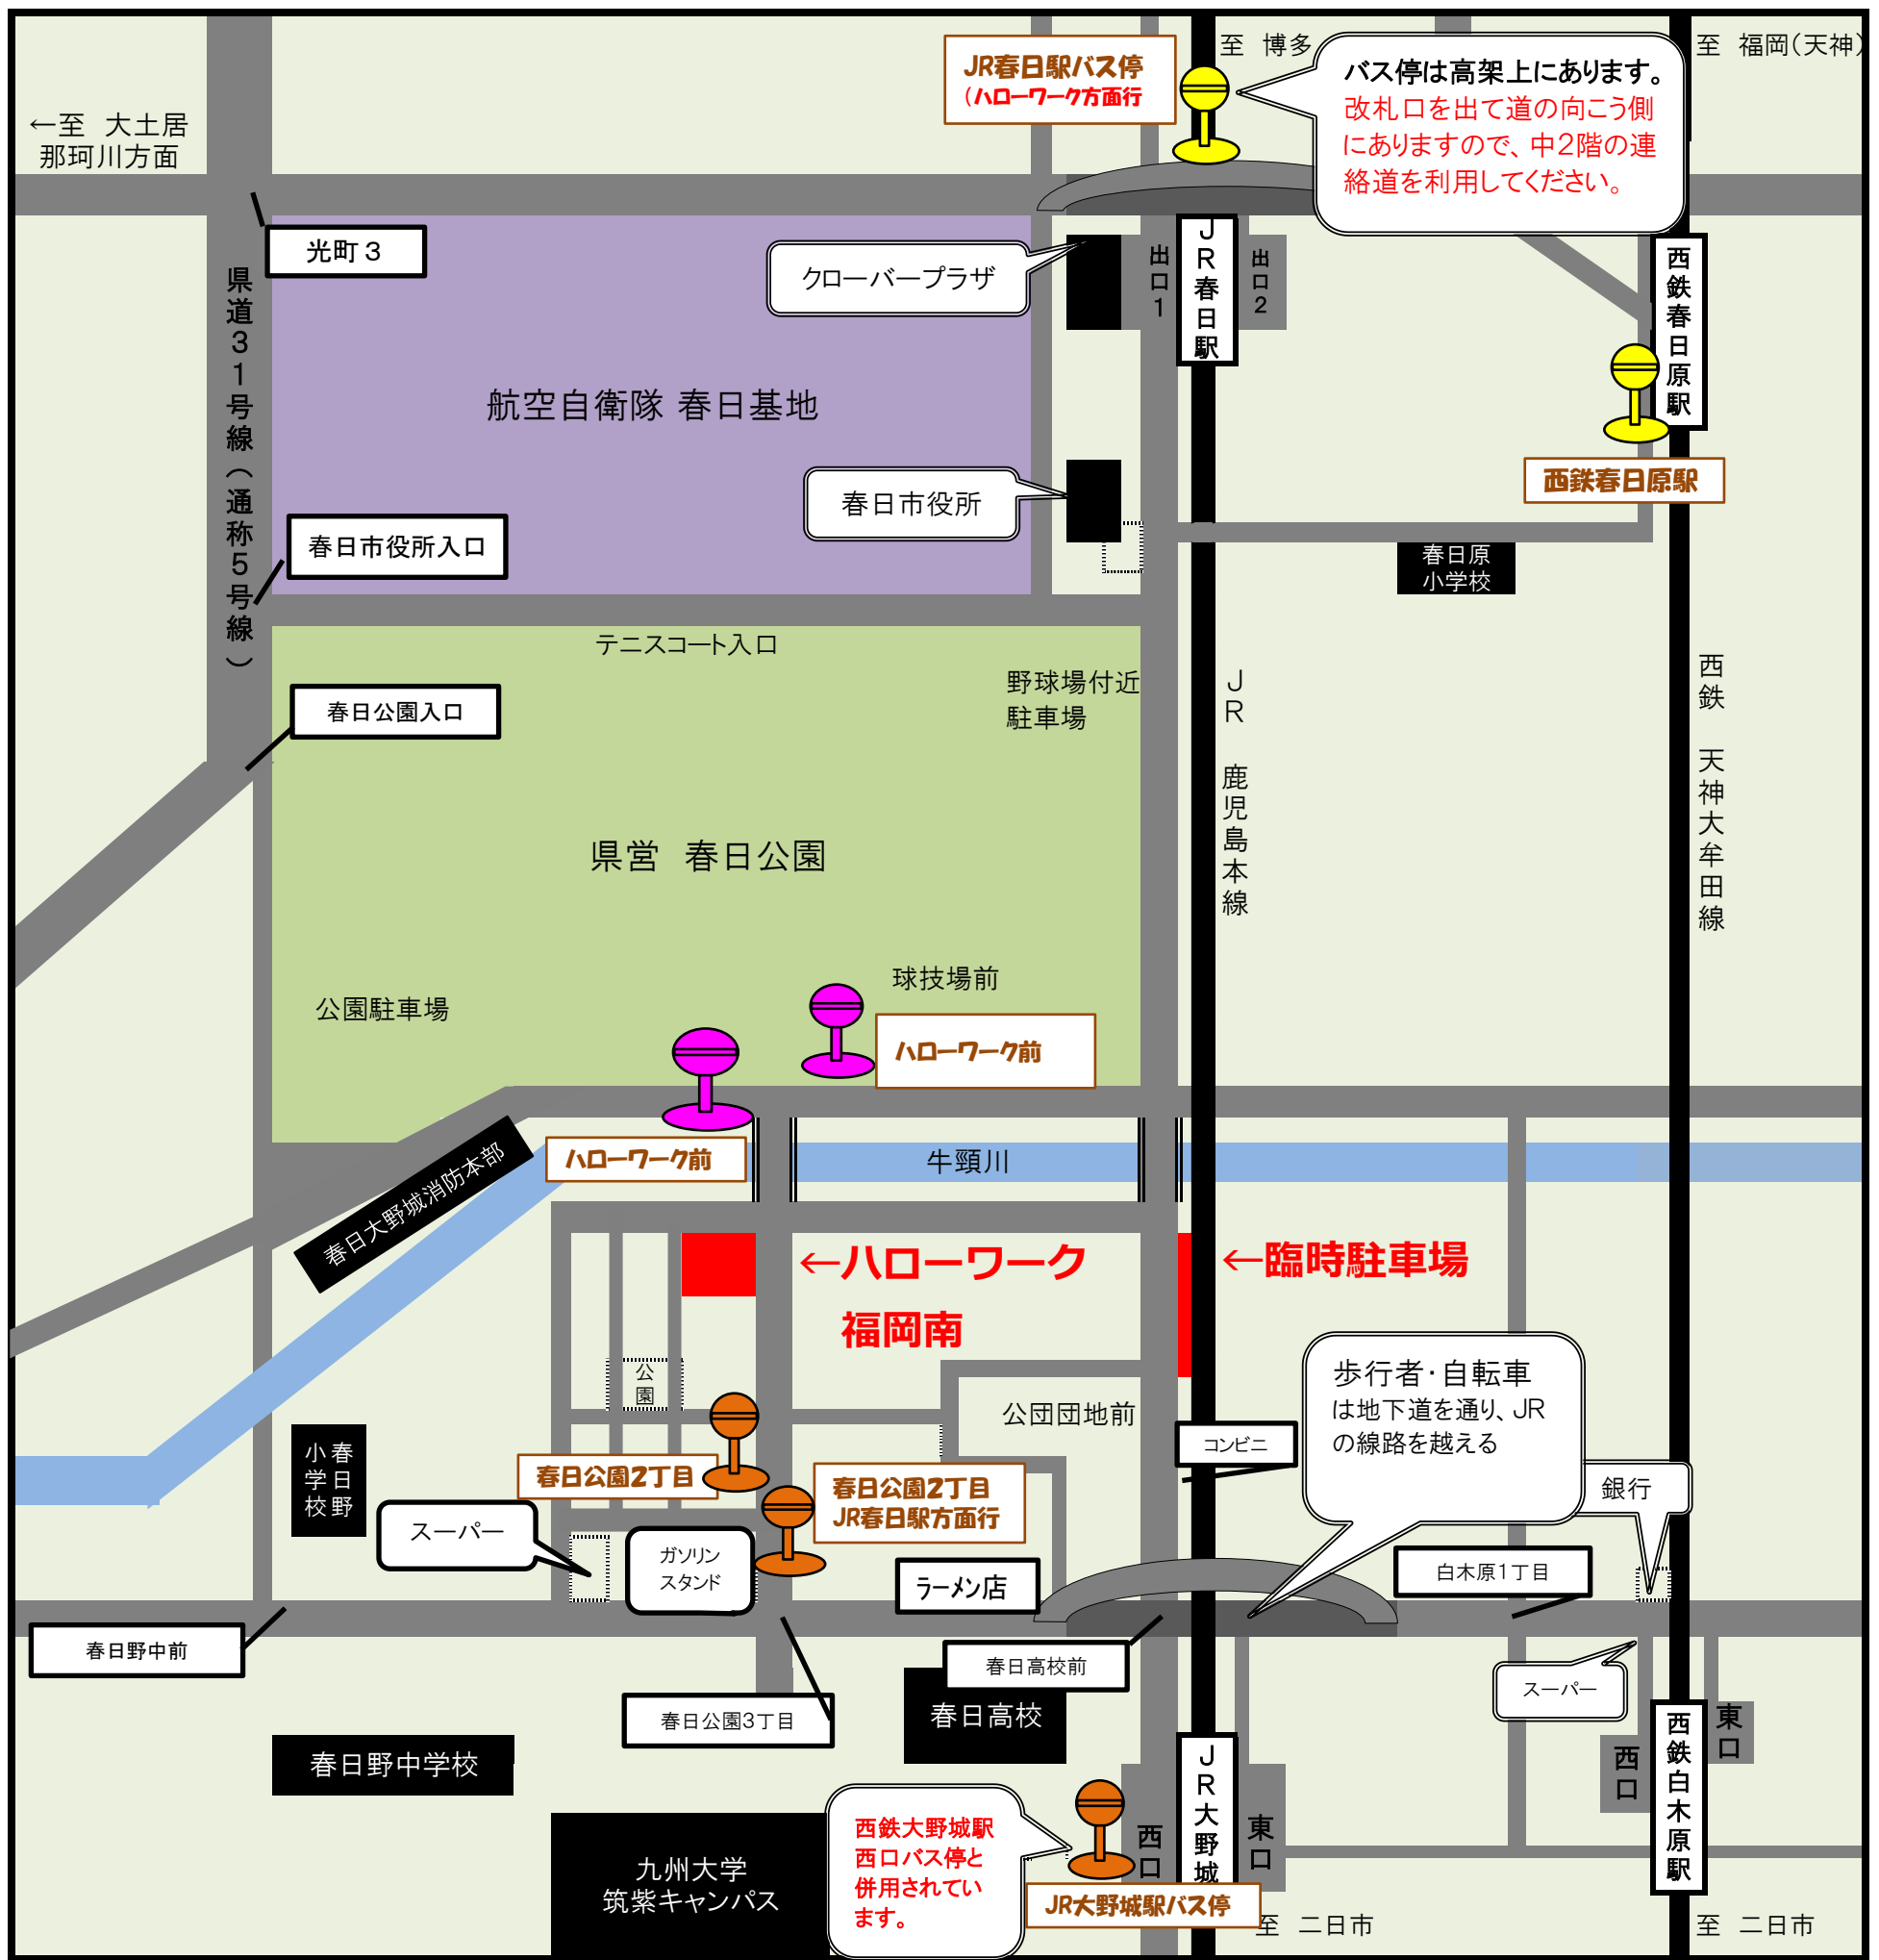 JR春日駅バス停
(ハローワーク方面行
至 博多
バス停は高架上にあります。
改札口を出て道の向こう側
にありますので、中2階の連
絡道を利用してください。
至 福岡(天神)
←至 大土居
那珂川方面
光町3
県道31号線(通称5号線)
クローバープラザ
出口1
JR春日駅
出口2
西鉄春日原駅
航空自衛隊 春日基地
西鉄春日原駅
春日市役所
春日市役所入口
春日原
小学校
テニスコート入口
野球場付近
駐車場
春日公園入口
JR 鹿児島本線
西鉄 天神大牟田線
県営 春日公園
球技場前
公園駐車場
ハローワーク前
ハローワーク前
牛頸川
春日大野城消防本部
←ハローワーク
福岡南
←臨時駐車場
公園
公団団地前
歩行者・自転車
は地下道を通り、JR
の線路を越える
コンビニ
春日野
小学校
春日公園2丁目
春日公園2丁目
JR春日駅方面行
銀行
スーパー
ガソリン
スタンド
ラーメン店
白木原1丁目
春日野中前
春日高校前
スーパー
春日公園3丁目
春日高校
春日野中学校
西口
西鉄白木原駅
東口
西鉄大野城駅
西口バス停と
併用されてい
ます。
西口
JR大野城
東口
九州大学
筑紫キャンパス
JR大野城駅バス停
至 二日市
至 二日市